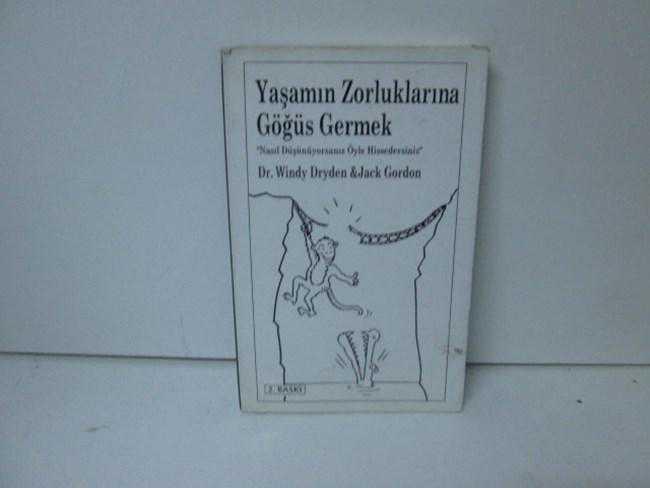 Yaşamın Zorluklarına
Göğüs Germek
"Nasıl Düşünüyorsanız Öyle Hissedersiniz"
Dr. Windy Dryden &Jack Gordon
2. BASKI